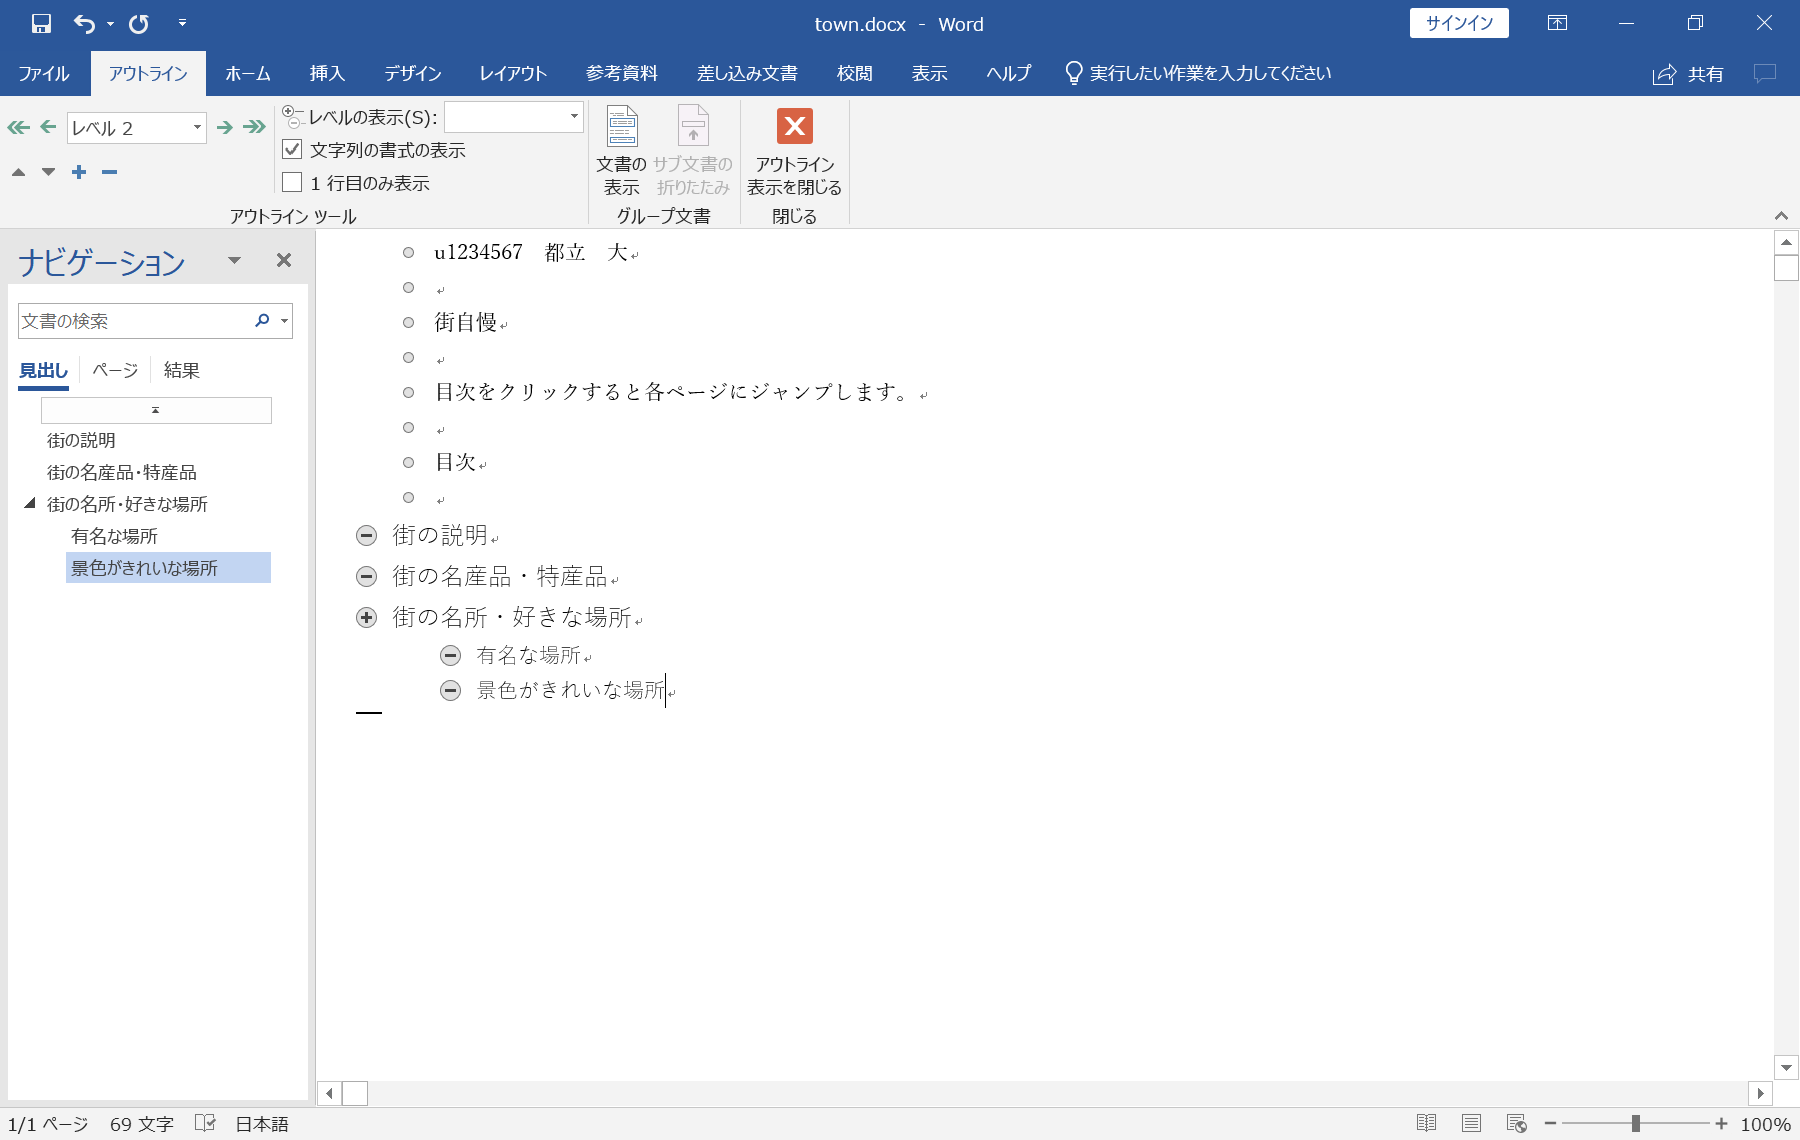 town.docx - Word
サインイン
ファイル アウトライン ホーム 挿入 デザイン レイアウト 参考資料 差し込み文書 校閲 表示 ヘルプ 実行したい作業を入力してください 共有
レベル 2
レベルの表示(S):
文字列の書式の表示
1 行目のみ表示
アウトライン ツール
文書の
表示
サブ文書の
折りたたみ
グループ文書
アウトライン
表示を閉じる
閉じる
ナビゲーション
文書の検索
見出し ページ 結果
街の説明
街の名産品・特産品
街の名所・好きな場所
有名な場所
景色がきれいな場所
u1234567 都立 大
街自慢
目次をクリックすると各ページにジャンプします。
目次
街の説明
街の名産品・特産品
街の名所・好きな場所
有名な場所
景色がきれいな場所
1/1 ページ 69 文字 日本語 100%